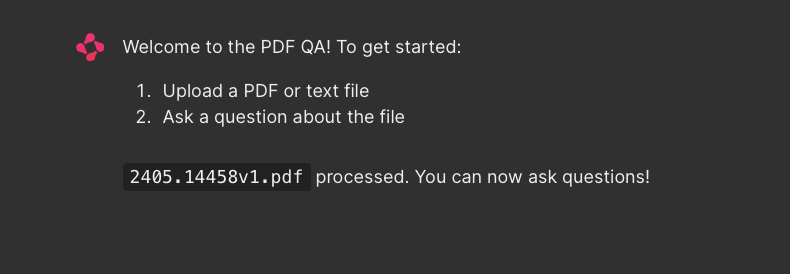 Welcome to the PDF QA! To get started:
1. Upload a PDF or text file
2. Ask a question about the file
2405.14458v1.pdf processed. You can now ask questions!